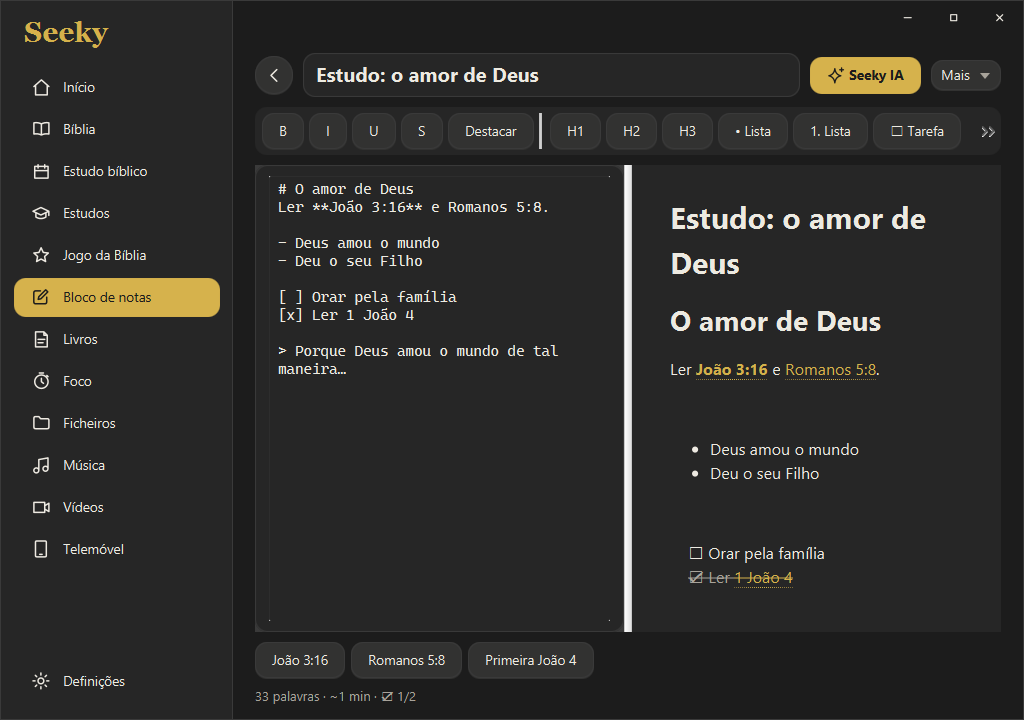 Seeky
Início
Bíblia
Estudo bíblico
Estudos
Jogo da Bíblia
Bloco de notas
Livros
Foco
Ficheiros
Música
Vídeos
Telemóvel
Definições
Estudo: o amor de Deus
Seeky IA
Mais
B I U S Destacar H1 H2 H3 • Lista 1. Lista ☐ Tarefa »
# O amor de Deus
Ler **João 3:16** e Romanos 5:8.
- Deus amou o mundo
- Deu o seu Filho
[ ] Orar pela família
[x] Ler 1 João 4
> Porque Deus amou o mundo de tal
maneira…
Estudo: o amor de
Deus
O amor de Deus
Ler João 3:16 e Romanos 5:8.
• Deus amou o mundo
• Deu o seu Filho
☐ Orar pela família
☑ Ler 1 João 4
João 3:16 Romanos 5:8 Primeira João 4
33 palavras · ~1 min · ☑ 1/2